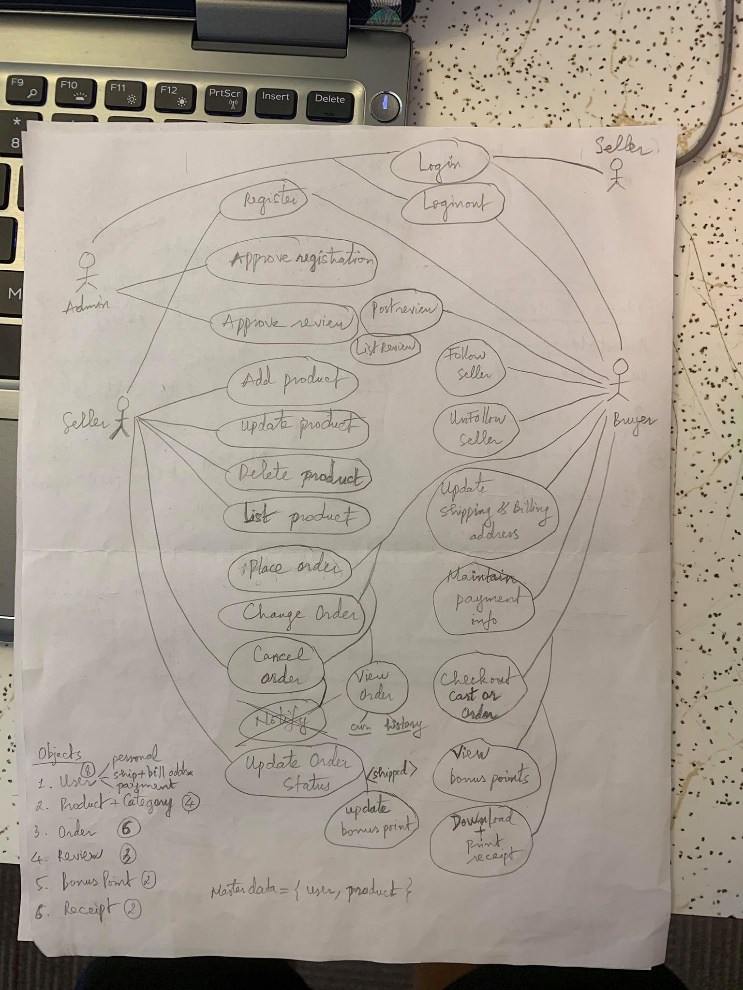 F9
F10
F11
F12
PrtScr
Insert
Delete
*
8
M
Seller
Login
Logmout
Register
Approve registration
Admin
Approve review
Post review
List Review
Follow
seller
Add product
Seller
Buyer
UnFollow
seller
Update product
Delete product
List product
Update
shipping & Billing
address
Place order
Change Order
Maintain
payment
info
Cancel
order
View
order
history
Checkout
cart or
order
Notify
Update Order
Status
<shipped>
View
bonus points
update
bonus point
Download
+
print
receipt
Objects
1. User (8) personal
ship + bill addre
payment
2. Product + Category (4)
3. Order (6)
4. Review (3)
5. Bonus Point (2)
6. Receipt (2)
Master data = { user, product }